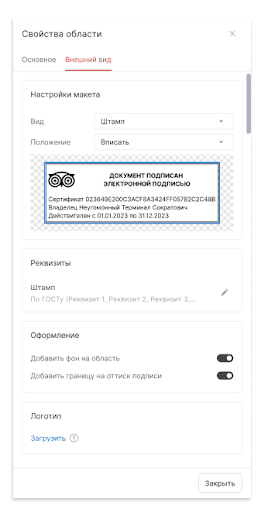 Свойства области
Основное Внешний вид
Настройки макета
Вид Штамп
Положение Вписать
ДОКУМЕНТ ПОДПИСАН
ЭЛЕКТРОННОЙ ПОДПИСЬЮ
Сертификат 023649E200C3ACF8A3424FF057B2C2C48B
Владелец Неугомонный Терминал Сократович
Действителен с 01.01.2023 по 31.12.2023
Реквизиты
Штамп
По ГОСТу (Реквизит 1, Реквизит 2, Реквизит 3,...
Оформление
Добавить фон на область
Добавить границу на оттиск подписи
Логотип
Загрузить ?
Закрыть